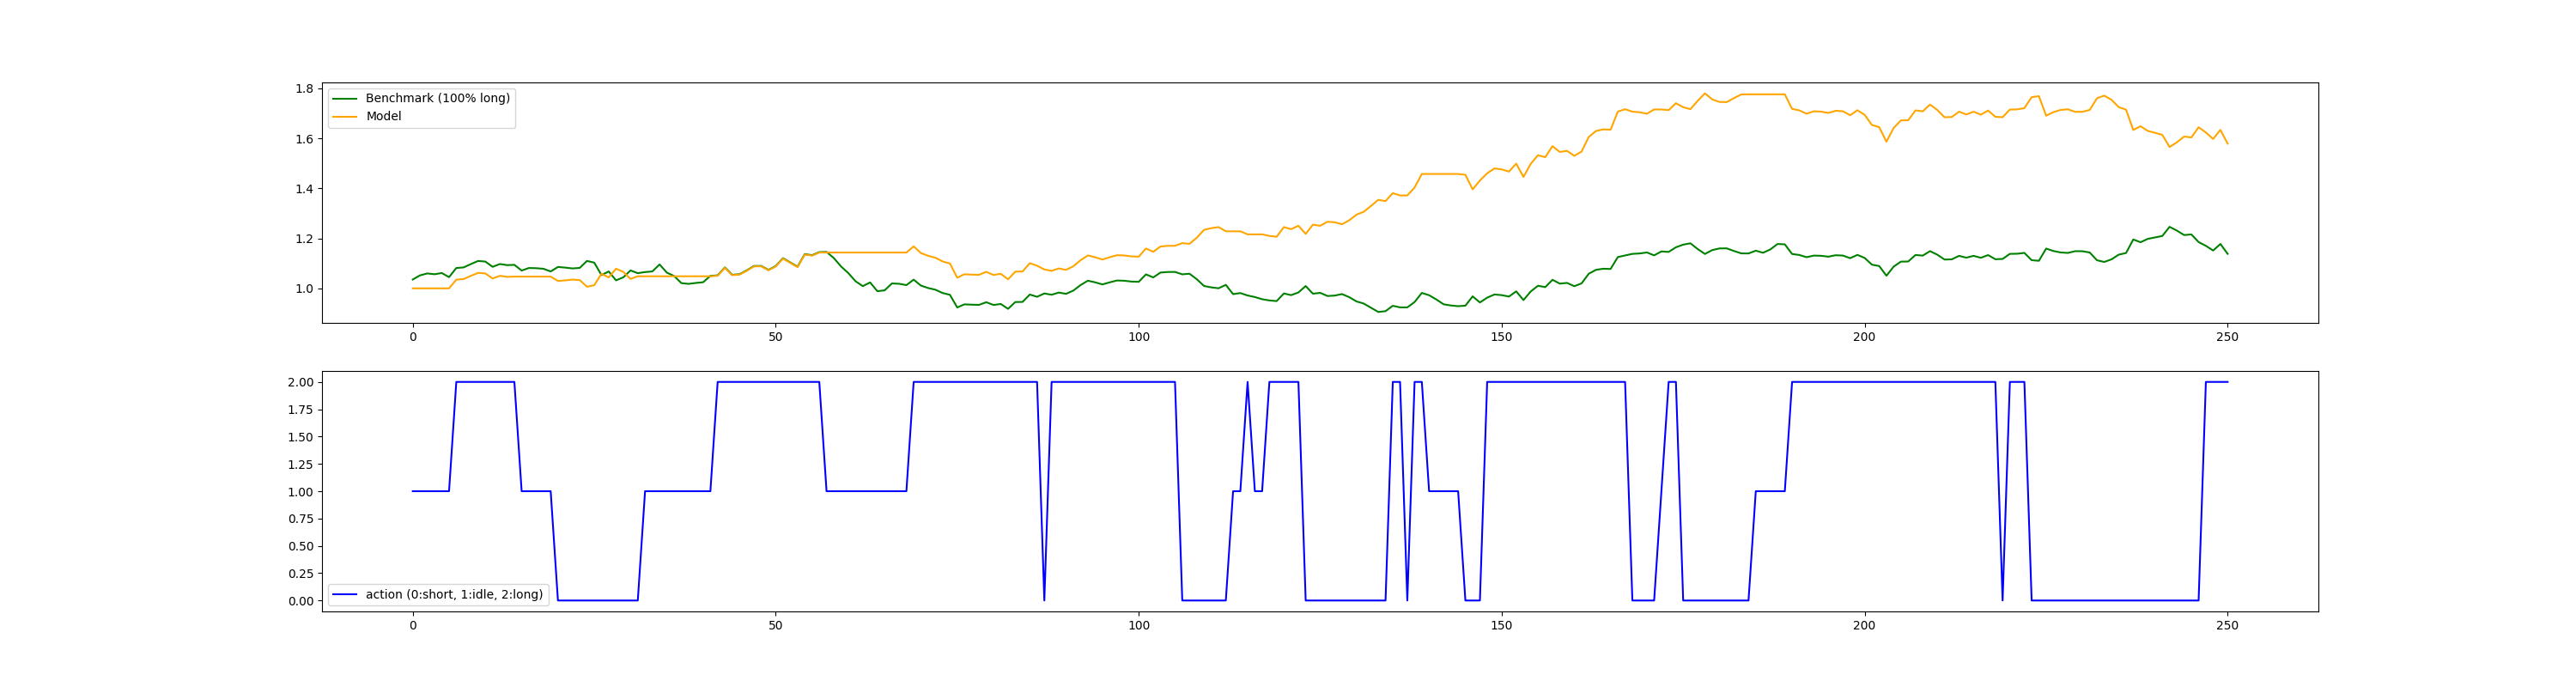 1.8
1.6
1.4
1.2
1.0
Benchmark (100% long)
Model
0 50 100 150 200 250
2.00
1.75
1.50
1.25
1.00
0.75
0.50
0.25
0.00
action (0:short, 1:idle, 2:long)
0 50 100 150 200 250